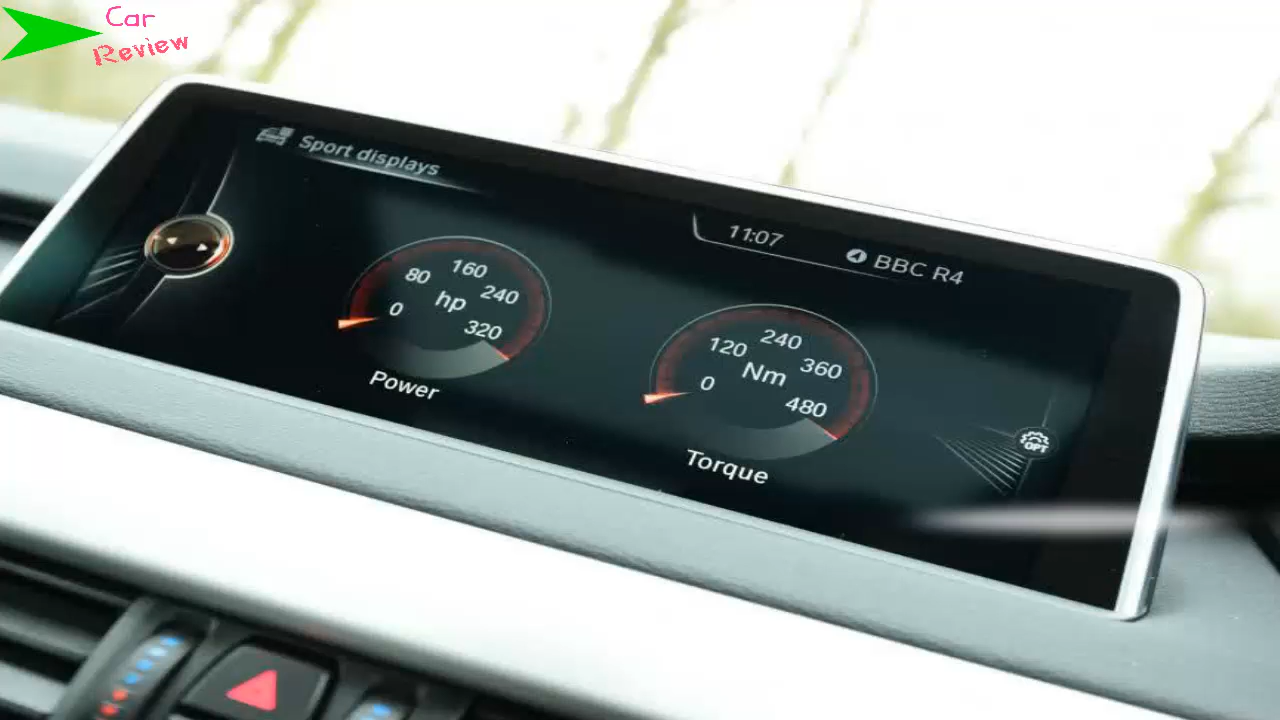 Car
Review
Sport displays
11:07
BBC R4
80
160
240
hp
0
320
Power
120
240
360
Nm
0
480
Torque
OPT